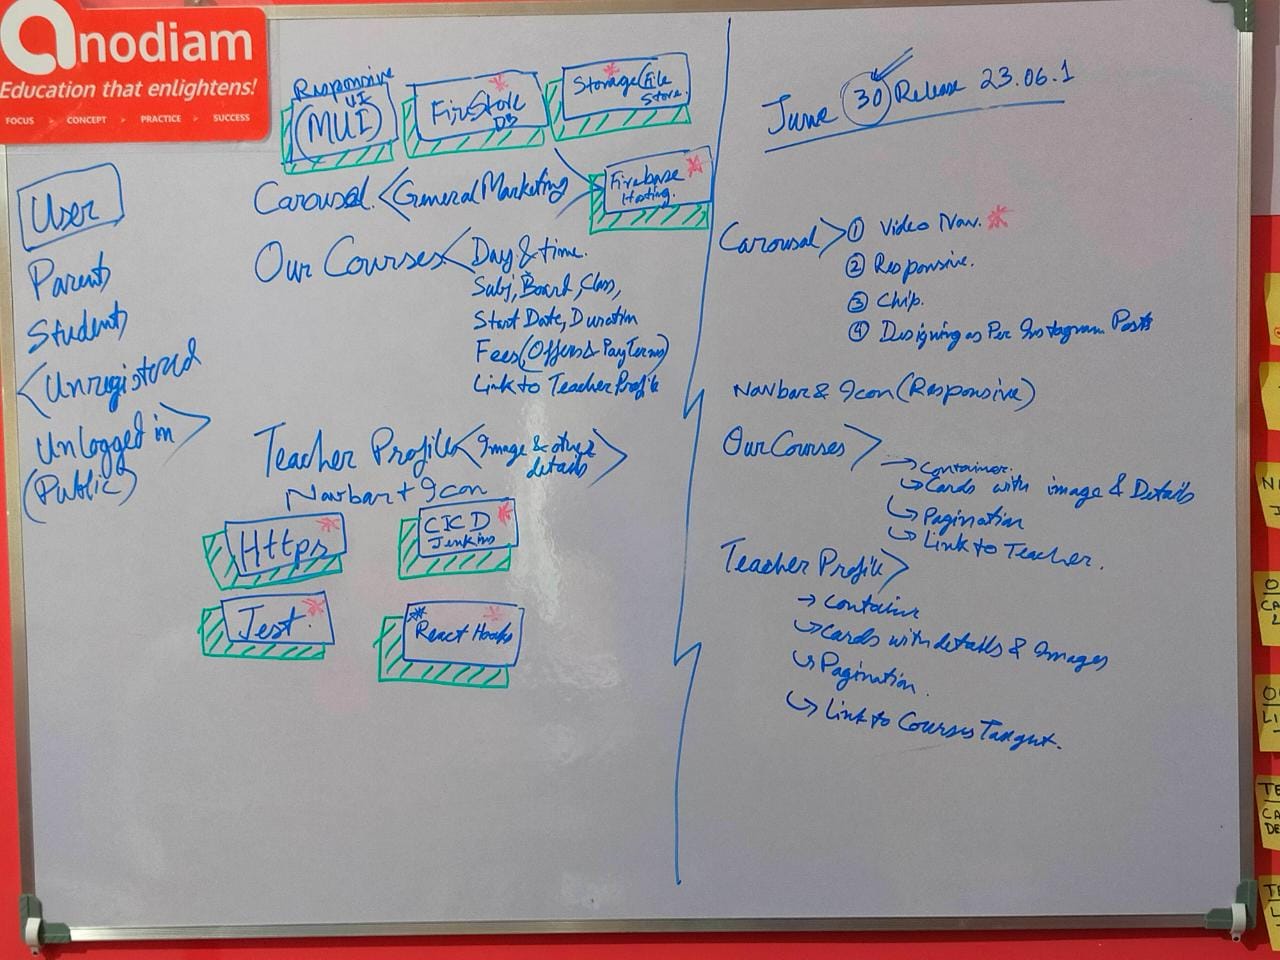 anodiam
Education that enlightens!
FOCUS > CONCEPT > PRACTICE > SUCCESS
User
Parents
Students
<Unregistered
Unlogged in>
(Public)
Responsive
UI
(MUI)
FireStore
DB
Storage(File
Store.
Firebase
Hosting.
Carousal <General Marketing>
Our Courses< Day & time.
Subj, Board, Class,
Start Date, Duration
Fees(Offers & Pay Terms)
Link to Teacher Profile
Teacher Profile <Image & other
details>
Navbar + Icon
Https
CICD
Jenkins
Test.
** React Hooks
June 30 Release 23.06.1
Carousal> ① Video Nav.
② Responsive.
③ Chip.
④ Designing as Per Instagram Posts
Navbar & Icon (Responsive)
Our Courses>
→ Container.
↳ Cards with image & Details
↳ Pagination
↳ Link to Teacher.
Teacher Profile>
→ Container
↳ Cards with details & Images
↳ Pagination.
↳ Link to Courses Taught.
N
O
CA
2
O
LI
TE
CA
DE